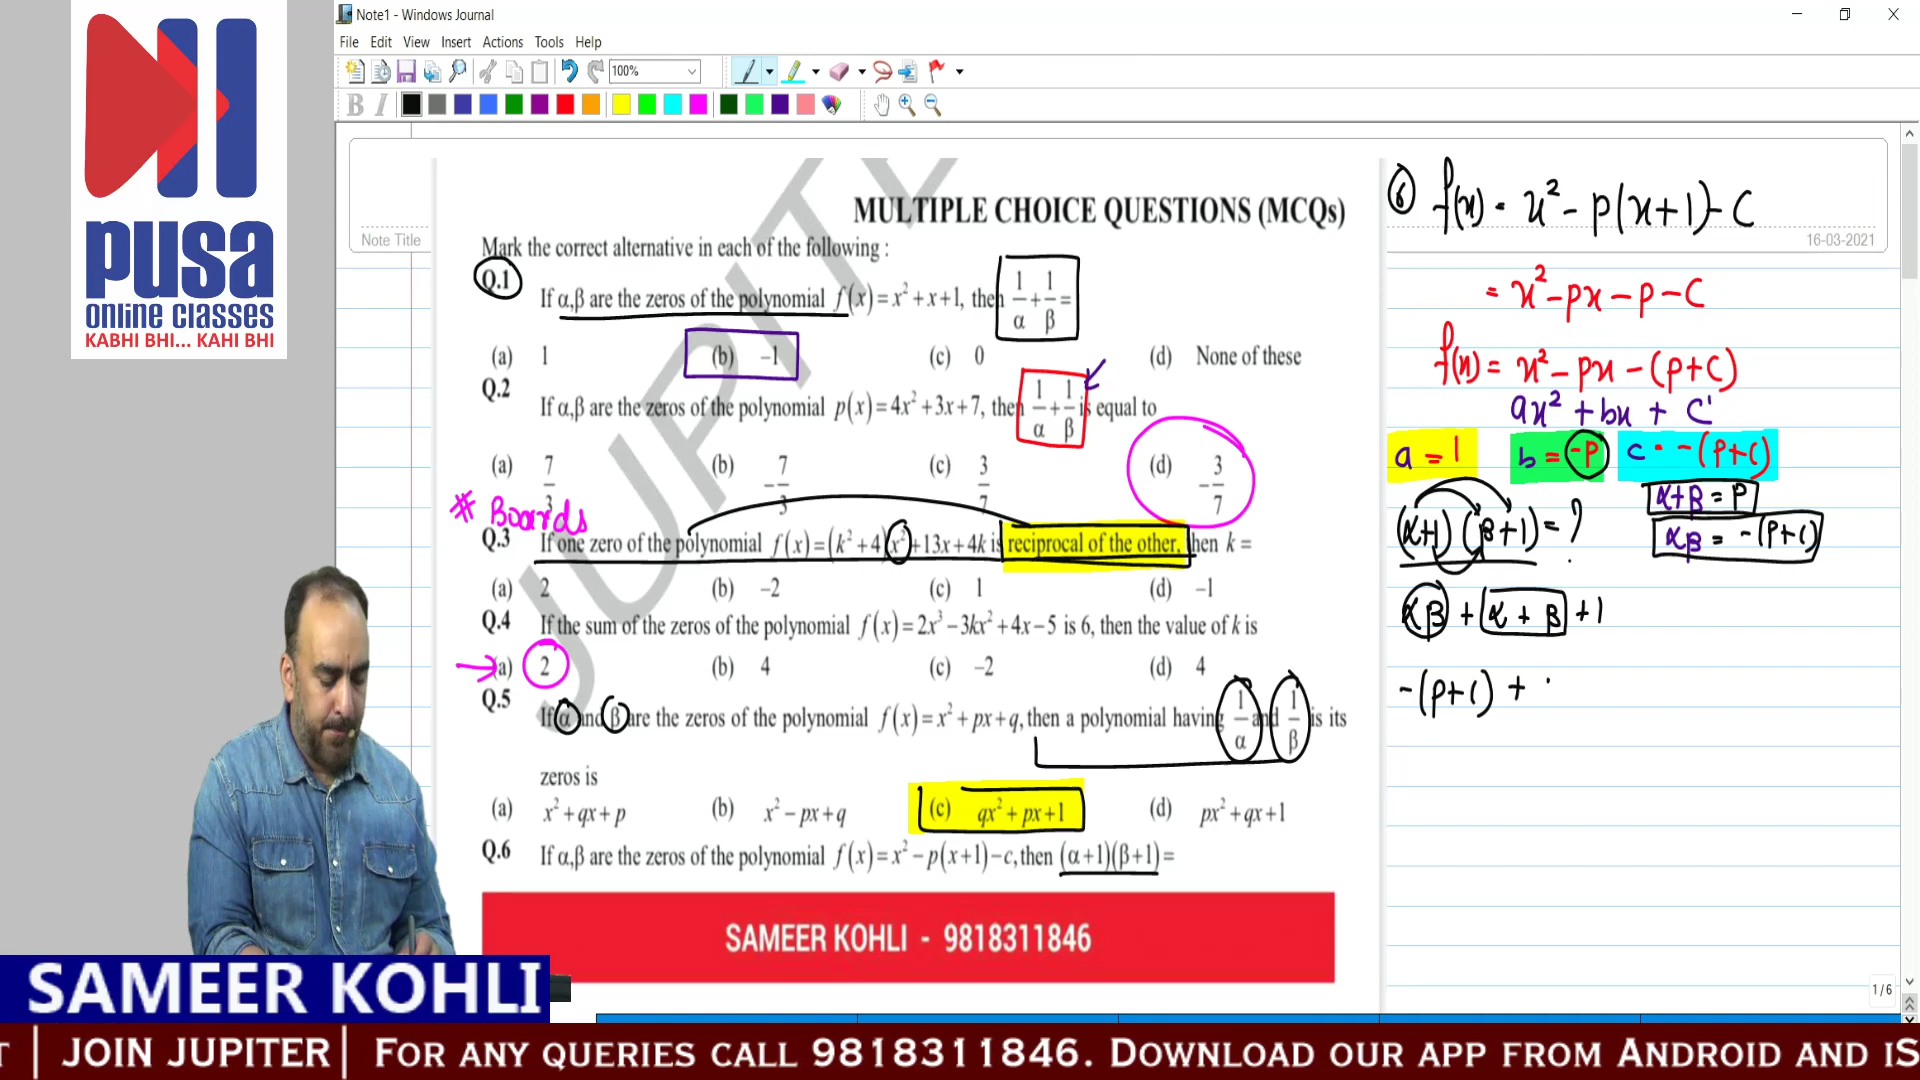 pusa
online classes
KABHI BHI... KAHI BHI
Note1 - Windows Journal
File Edit View Insert Actions Tools Help
100%
B I
Note Title
16-03-2021
JUPITE
MULTIPLE CHOICE QUESTIONS (MCQs)
Mark the correct alternative in each of the following :
Q.1 If α,β are the zeros of the polynomial f(x)=x²+x+1, then 1/α+1/β=
(a) 1 (b) –1 (c) 0 (d) None of these
Q.2 If α,β are the zeros of the polynomial p(x)=4x²+3x+7, then 1/α+1/β is equal to
(a) 7/3 (b) -7/3 (c) 3/7 (d) -3/7
# Boards
Q.3 If one zero of the polynomial f(x)=(k²+4)x²+13x+4k is reciprocal of the other, then k =
(a) 2 (b) –2 (c) 1 (d) –1
Q.4 If the sum of the zeros of the polynomial f(x)=2x³−3kx²+4x−5 is 6, then the value of k is
(a) 2 (b) 4 (c) –2 (d) 4
Q.5 If α and β are the zeros of the polynomial f(x)=x²+px+q, then a polynomial having 1/α and 1/β is its
zeros is
(a) x²+qx+p (b) x²−px+q (c) qx²+px+1 (d) px²+qx+1
Q.6 If α,β are the zeros of the polynomial f(x)=x²−p(x+1)−c, then (α+1)(β+1)=
SAMEER KOHLI - 9818311846
6 f(x) = x² - p(x+1) - c
= x² - px - p - c
f(x) = x² - px - (p+c)
ax² + bx + c'
a = 1 b = -p c = -(p+c)
α+β = p
(α+1) (β+1) = ?
αβ = -(p+c)
αβ + α + β + 1
-(p+c) +
1 / 6
SAMEER KOHLI
T | JOIN JUPITER| FOR ANY QUERIES CALL 9818311846. DOWNLOAD OUR APP FROM ANDROID AND IS